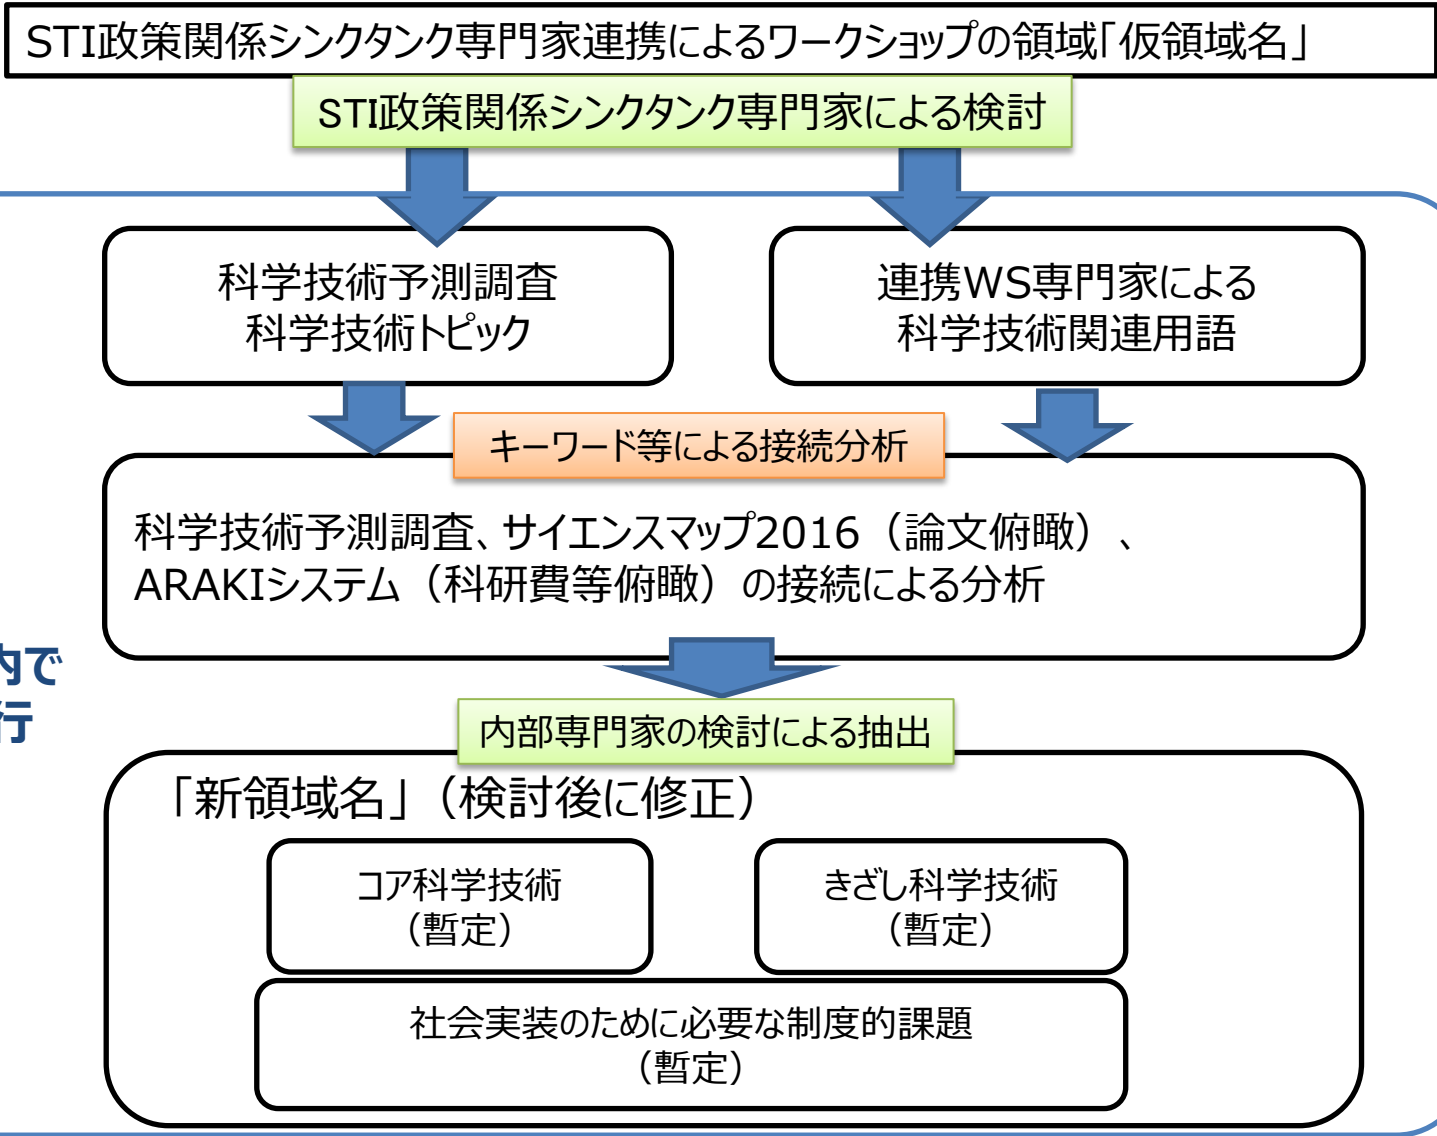 STI政策関係シンクタンク専門家連携によるワークショップの領域「仮領域名」
STI政策関係シンクタンク専門家による検討
科学技術予測調査
科学技術トピック
連携WS専門家による
科学技術関連用語
キーワード等による接続分析
科学技術予測調査、サイエンスマップ2016（論文俯瞰）、
ARAKIシステム（科研費等俯瞰）の接続による分析
内で
行
内部専門家の検討による抽出
「新領域名」（検討後に修正）
コア科学技術
（暫定）
きざし科学技術
（暫定）
社会実装のために必要な制度的課題
（暫定）